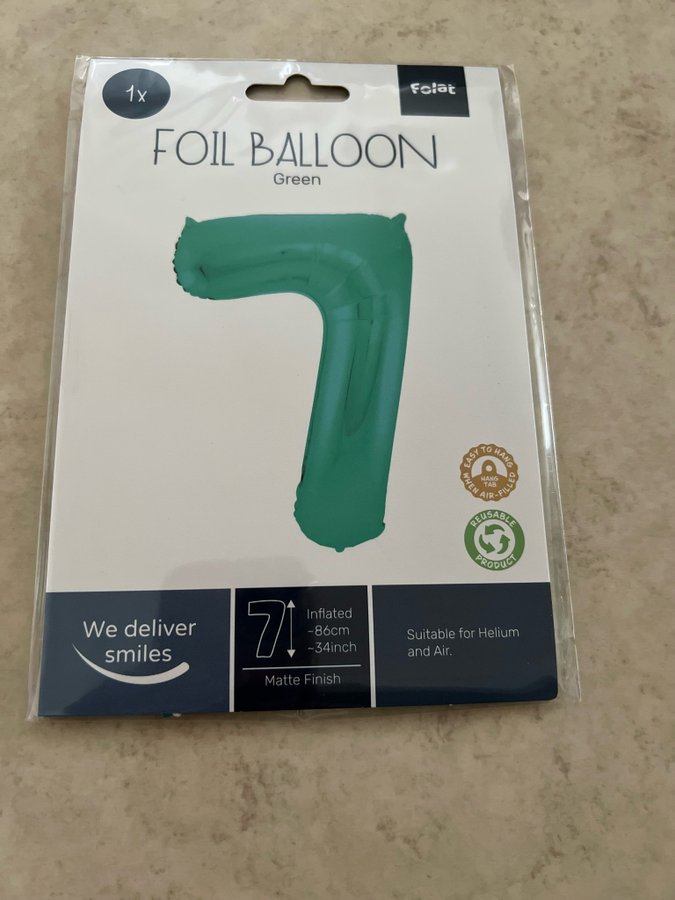 1x
Folat
FOIL BALLOON
Green
7
EASY TO HANG
HANG
TAB
WHEN AIR-FILLED
REUSABLE
PRODUCT
We deliver
smiles
7
Inflated
~86cm
~34inch
Matte Finish
Suitable for Helium
and Air.